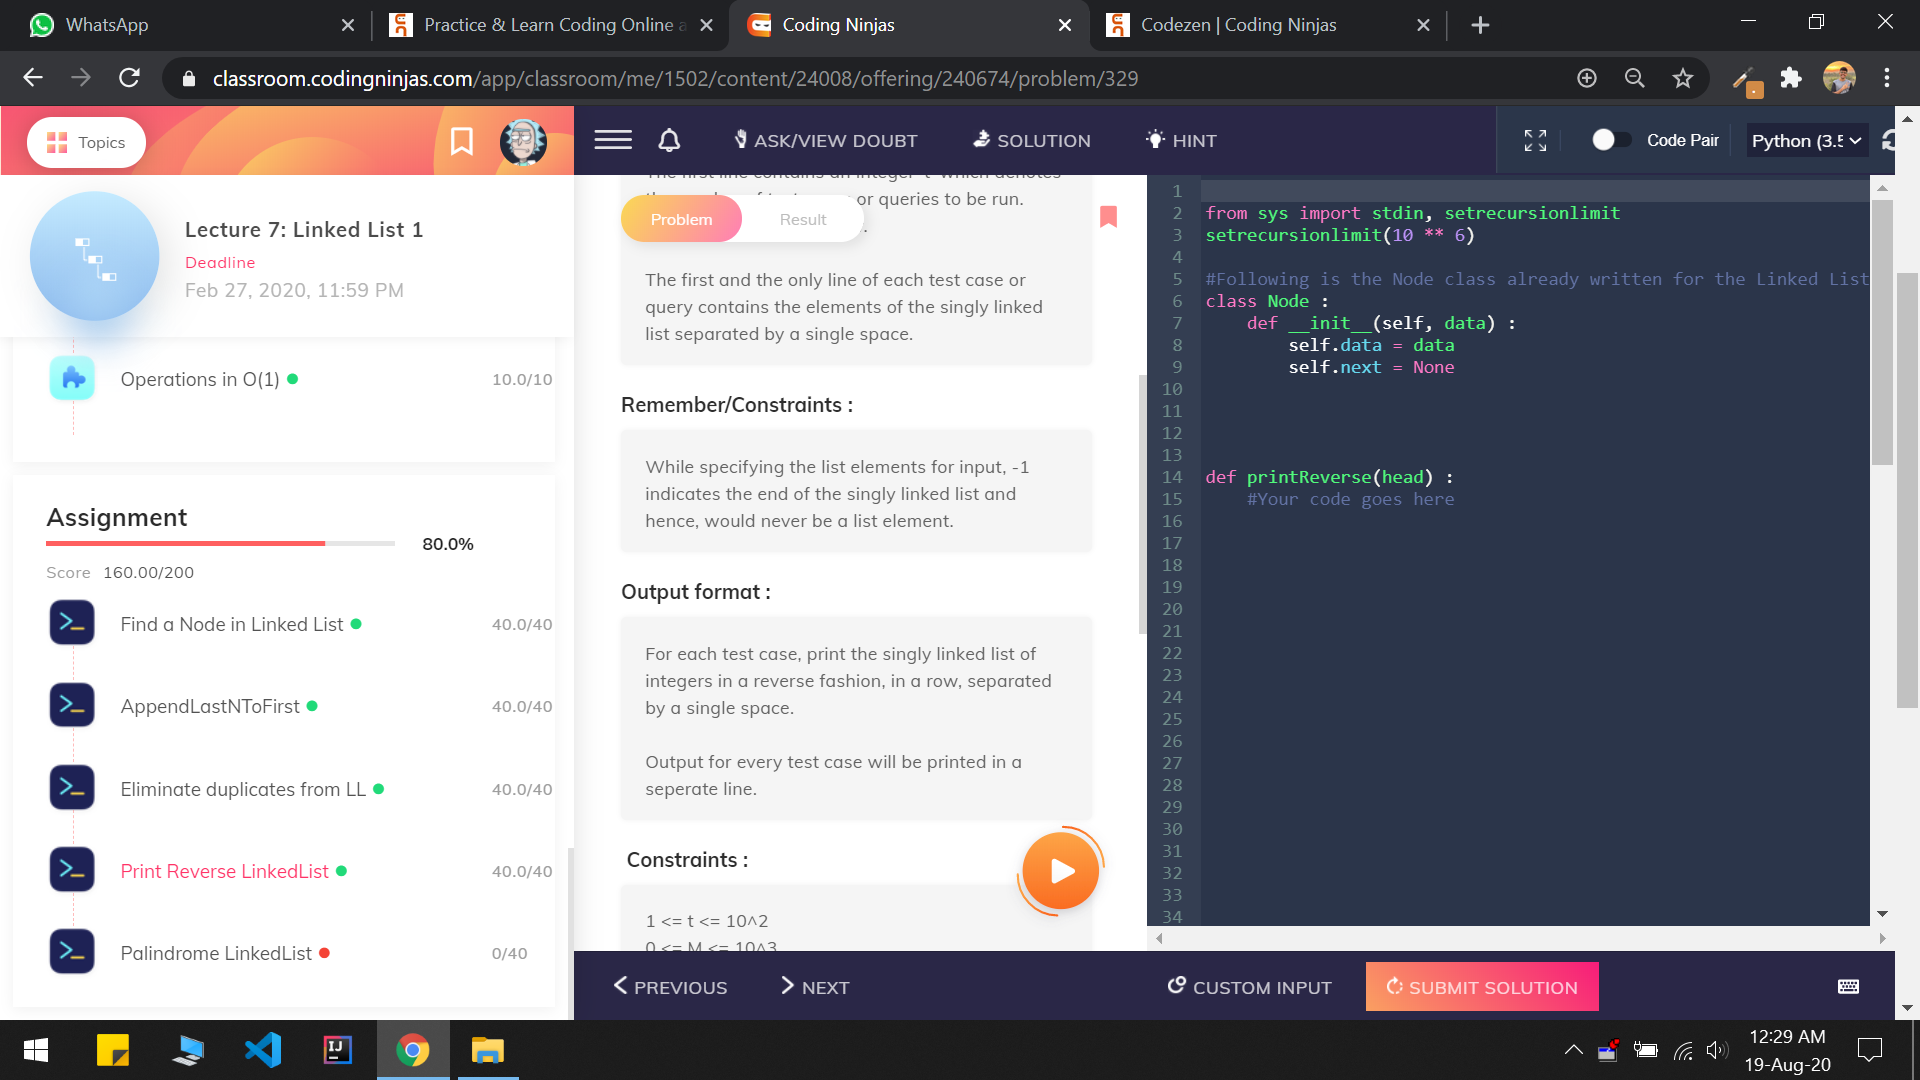 WhatsApp
Practice & Learn Coding Online a
Coding Ninjas
Codezen | Coding Ninjas
classroom.codingninjas.com/app/classroom/me/1502/content/24008/offering/240674/problem/329
Topics
ASK/VIEW DOUBT
SOLUTION
HINT
Code Pair
Python (3.5
Lecture 7: Linked List 1
Deadline
Feb 27, 2020, 11:59 PM
Operations in O(1)
10.0/10
Assignment
80.0%
Score 160.00/200
Find a Node in Linked List
40.0/40
AppendLastNToFirst
40.0/40
Eliminate duplicates from LL
40.0/40
Print Reverse LinkedList
40.0/40
Palindrome LinkedList
0/40
or queries to be run.
Problem
Result
The first and the only line of each test case or
query contains the elements of the singly linked
list separated by a single space.
Remember/Constraints :
While specifying the list elements for input, -1
indicates the end of the singly linked list and
hence, would never be a list element.
Output format :
For each test case, print the singly linked list of
integers in a reverse fashion, in a row, separated
by a single space.
Output for every test case will be printed in a
seperate line.
Constraints :
1 <= t <= 10^2
0 <= M <= 10^3
1
2 from sys import stdin, setrecursionlimit
3 setrecursionlimit(10 ** 6)
4
5 #Following is the Node class already written for the Linked List
6 class Node :
7 def __init__(self, data) :
8 self.data = data
9 self.next = None
10
11
12
13
14 def printReverse(head) :
15 #Your code goes here
16
17
18
19
20
21
22
23
24
25
26
27
28
29
30
31
32
33
34
PREVIOUS
NEXT
CUSTOM INPUT
SUBMIT SOLUTION
IJ
12:29 AM
19-Aug-20